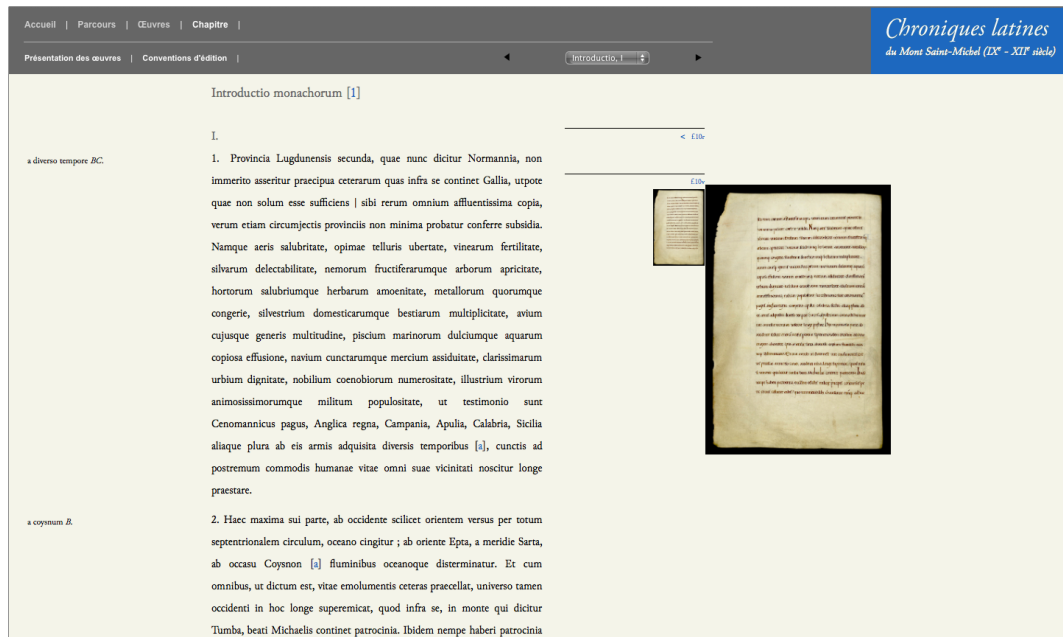 Accueil | Parcours | Œuvres | Chapitre |
Chroniques latines
du Mont Saint-Michel (IXe - XIIe siècle)
Présentation des œuvres | Conventions d'édition |
Introductio, I
Introductio monachorum [1]
I.
< f.10r
a diverso tempore BC.
1. Provincia Lugdunensis secunda, quae nunc dicitur Normannia, non
immerito asseritur praecipua ceterarum quas infra se continet Gallia, utpote
f.10v
quae non solum esse sufficiens | sibi rerum omnium affluentissima copia,
verum etiam circumjectis provinciis non minima probatur conferre subsidia.
Namque aeris salubritate, opimae telluris ubertate, vinearum fertilitate,
silvarum delectabilitate, nemorum fructiferarumque arborum apricitate,
hortorum salubriumque herbarum amoenitate, metallorum quorumque
congerie, silvestrium domesticarumque bestiarum multiplicitate, avium
cujusque generis multitudine, piscium marinorum dulciumque aquarum
copiosa effusione, navium cunctarumque mercium assiduitate, clarissimarum
urbium dignitate, nobilium coenobiorum numerositate, illustrium virorum
animosissimorumque militum populositate, ut testimonio sunt
Cenomannicus pagus, Anglica regna, Campania, Apulia, Calabria, Sicilia
aliaque plura ab eis armis adquisita diversis temporibus [a], cunctis ad
postremum commodis humanae vitae omni suae vicinitati noscitur longe
praestare.
a coysnum B.
2. Haec maxima sui parte, ab occidente scilicet orientem versus per totum
septentrionalem circulum, oceano cingitur ; ab oriente Epta, a meridie Sarta,
ab occasu Coysnon [a] fluminibus oceanoque disterminatur. Et cum
omnibus, ut dictum est, vitae emolumentis ceteras praecellat, universo tamen
occidenti in hoc longe superemicat, quod infra se, in monte qui dicitur
Tumba, beati Michaelis continet patrocinia. Ibidem nempe haberi patrocinia